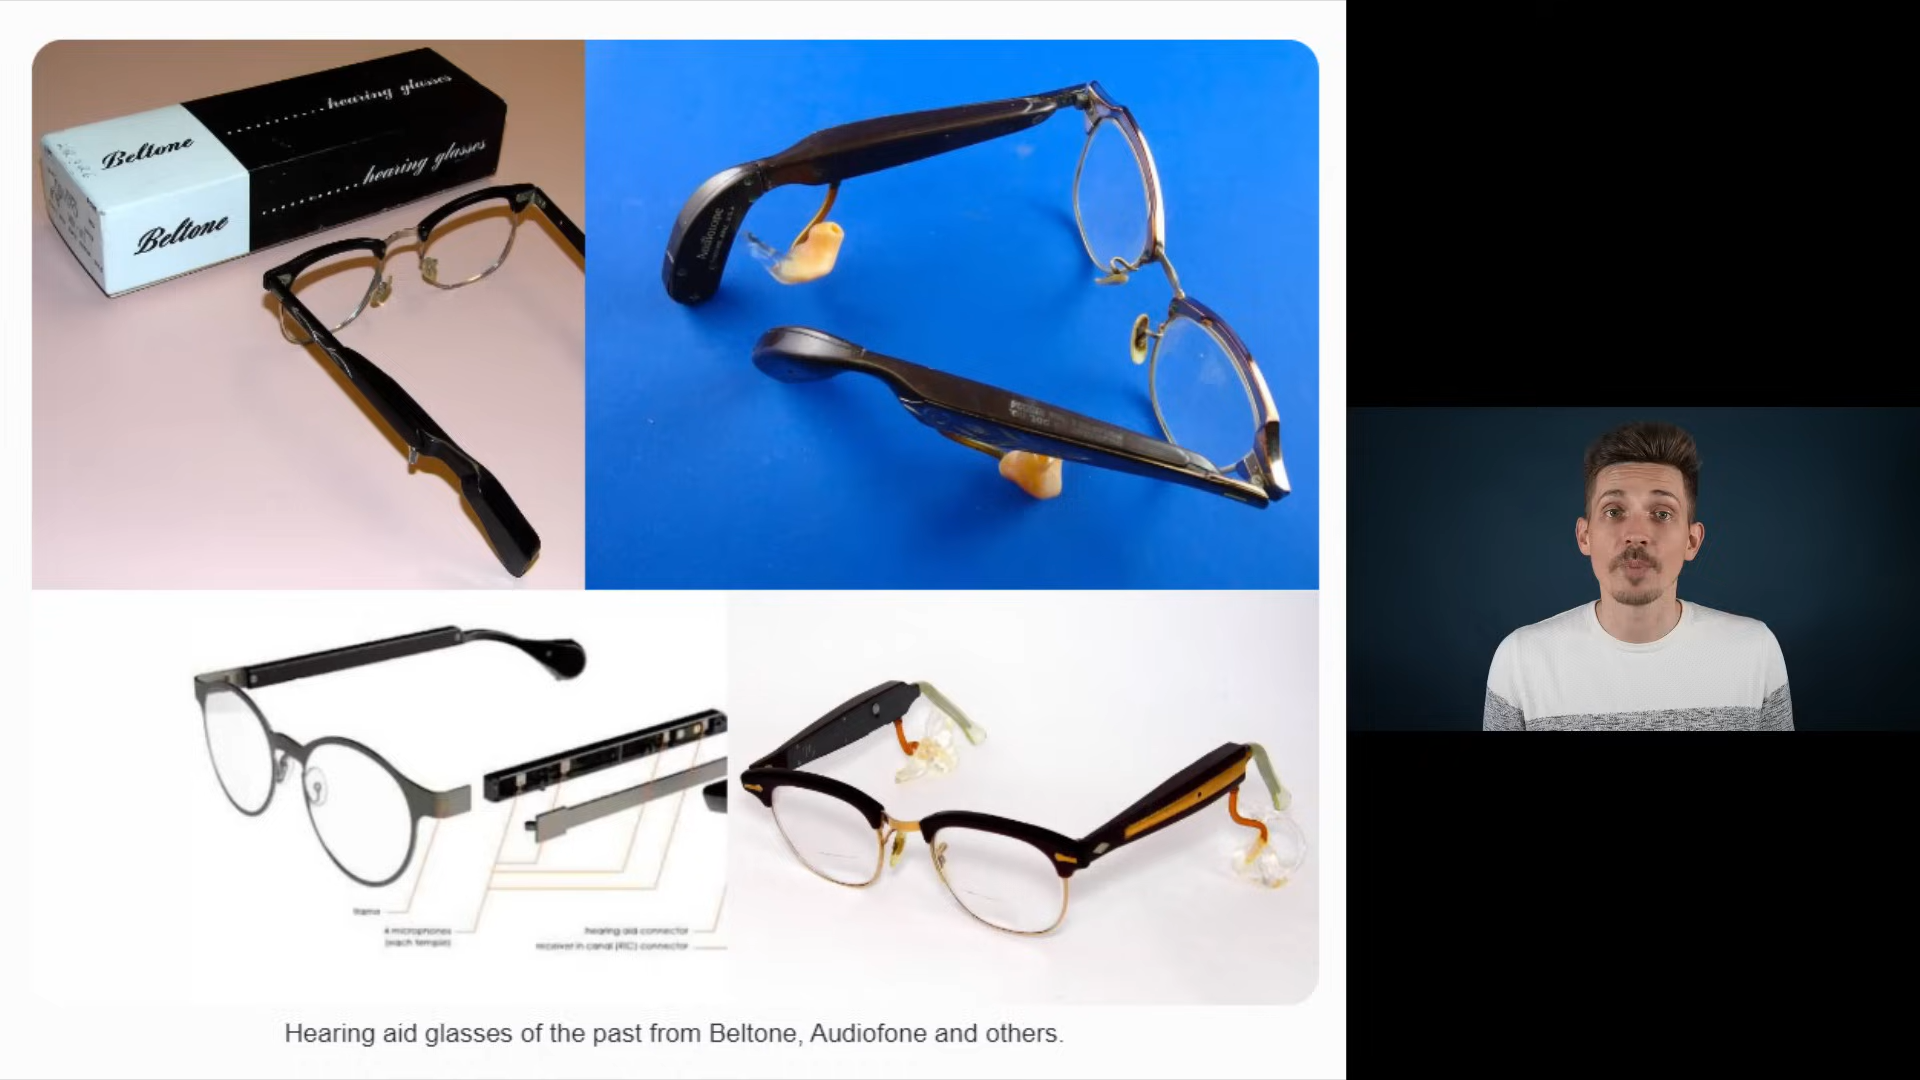 hearing glasses
Beltone
hearing glasses
Beltone
Audiotone
frame
4 microphones
(each temple)
hearing aid connector
receiver in canal (RIC) connector
Hearing aid glasses of the past from Beltone, Audiofone and others.